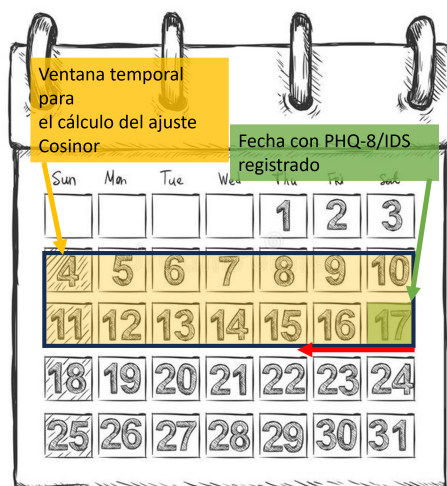 Ventana temporal
para
el cálculo del ajuste
Cosinor
Fecha con PHQ-8/IDS
registrado
Sun Mon Tue Wed Thu Fri Sat
1 2 3
4 5 6 7 8 9 10
11 12 13 14 15 16 17
18 19 20 21 22 23 24
25 26 27 28 29 30 31